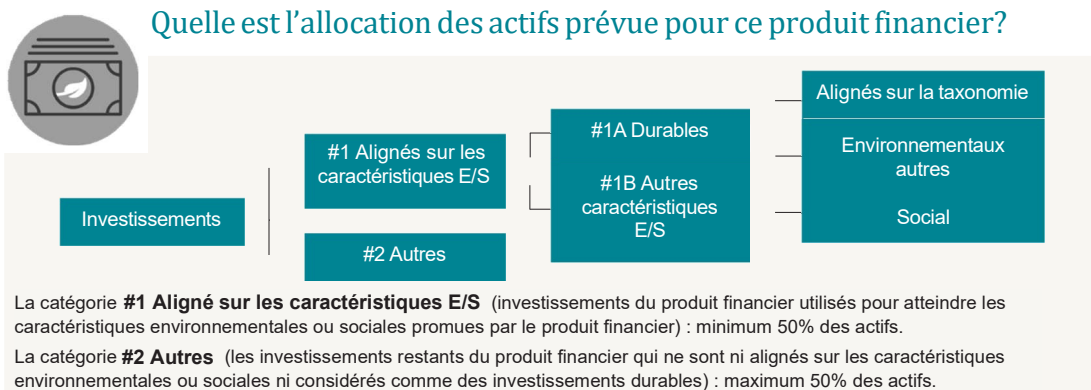 Quelle est l'allocation des actifs prévue pour ce produit financier?
Investissements
#1 Alignés sur les
caractéristiques E/S
#2 Autres
#1A Durables
#1B Autres
caractéristiques
E/S
Alignés sur la taxonomie
Environnementaux
autres
Social
La catégorie #1 Aligné sur les caractéristiques E/S (investissements du produit financier utilisés pour atteindre les
caractéristiques environnementales ou sociales promues par le produit financier) : minimum 50% des actifs.
La catégorie #2 Autres (les investissements restants du produit financier qui ne sont ni alignés sur les caractéristiques
environnementales ou sociales ni considérés comme des investissements durables) : maximum 50% des actifs.